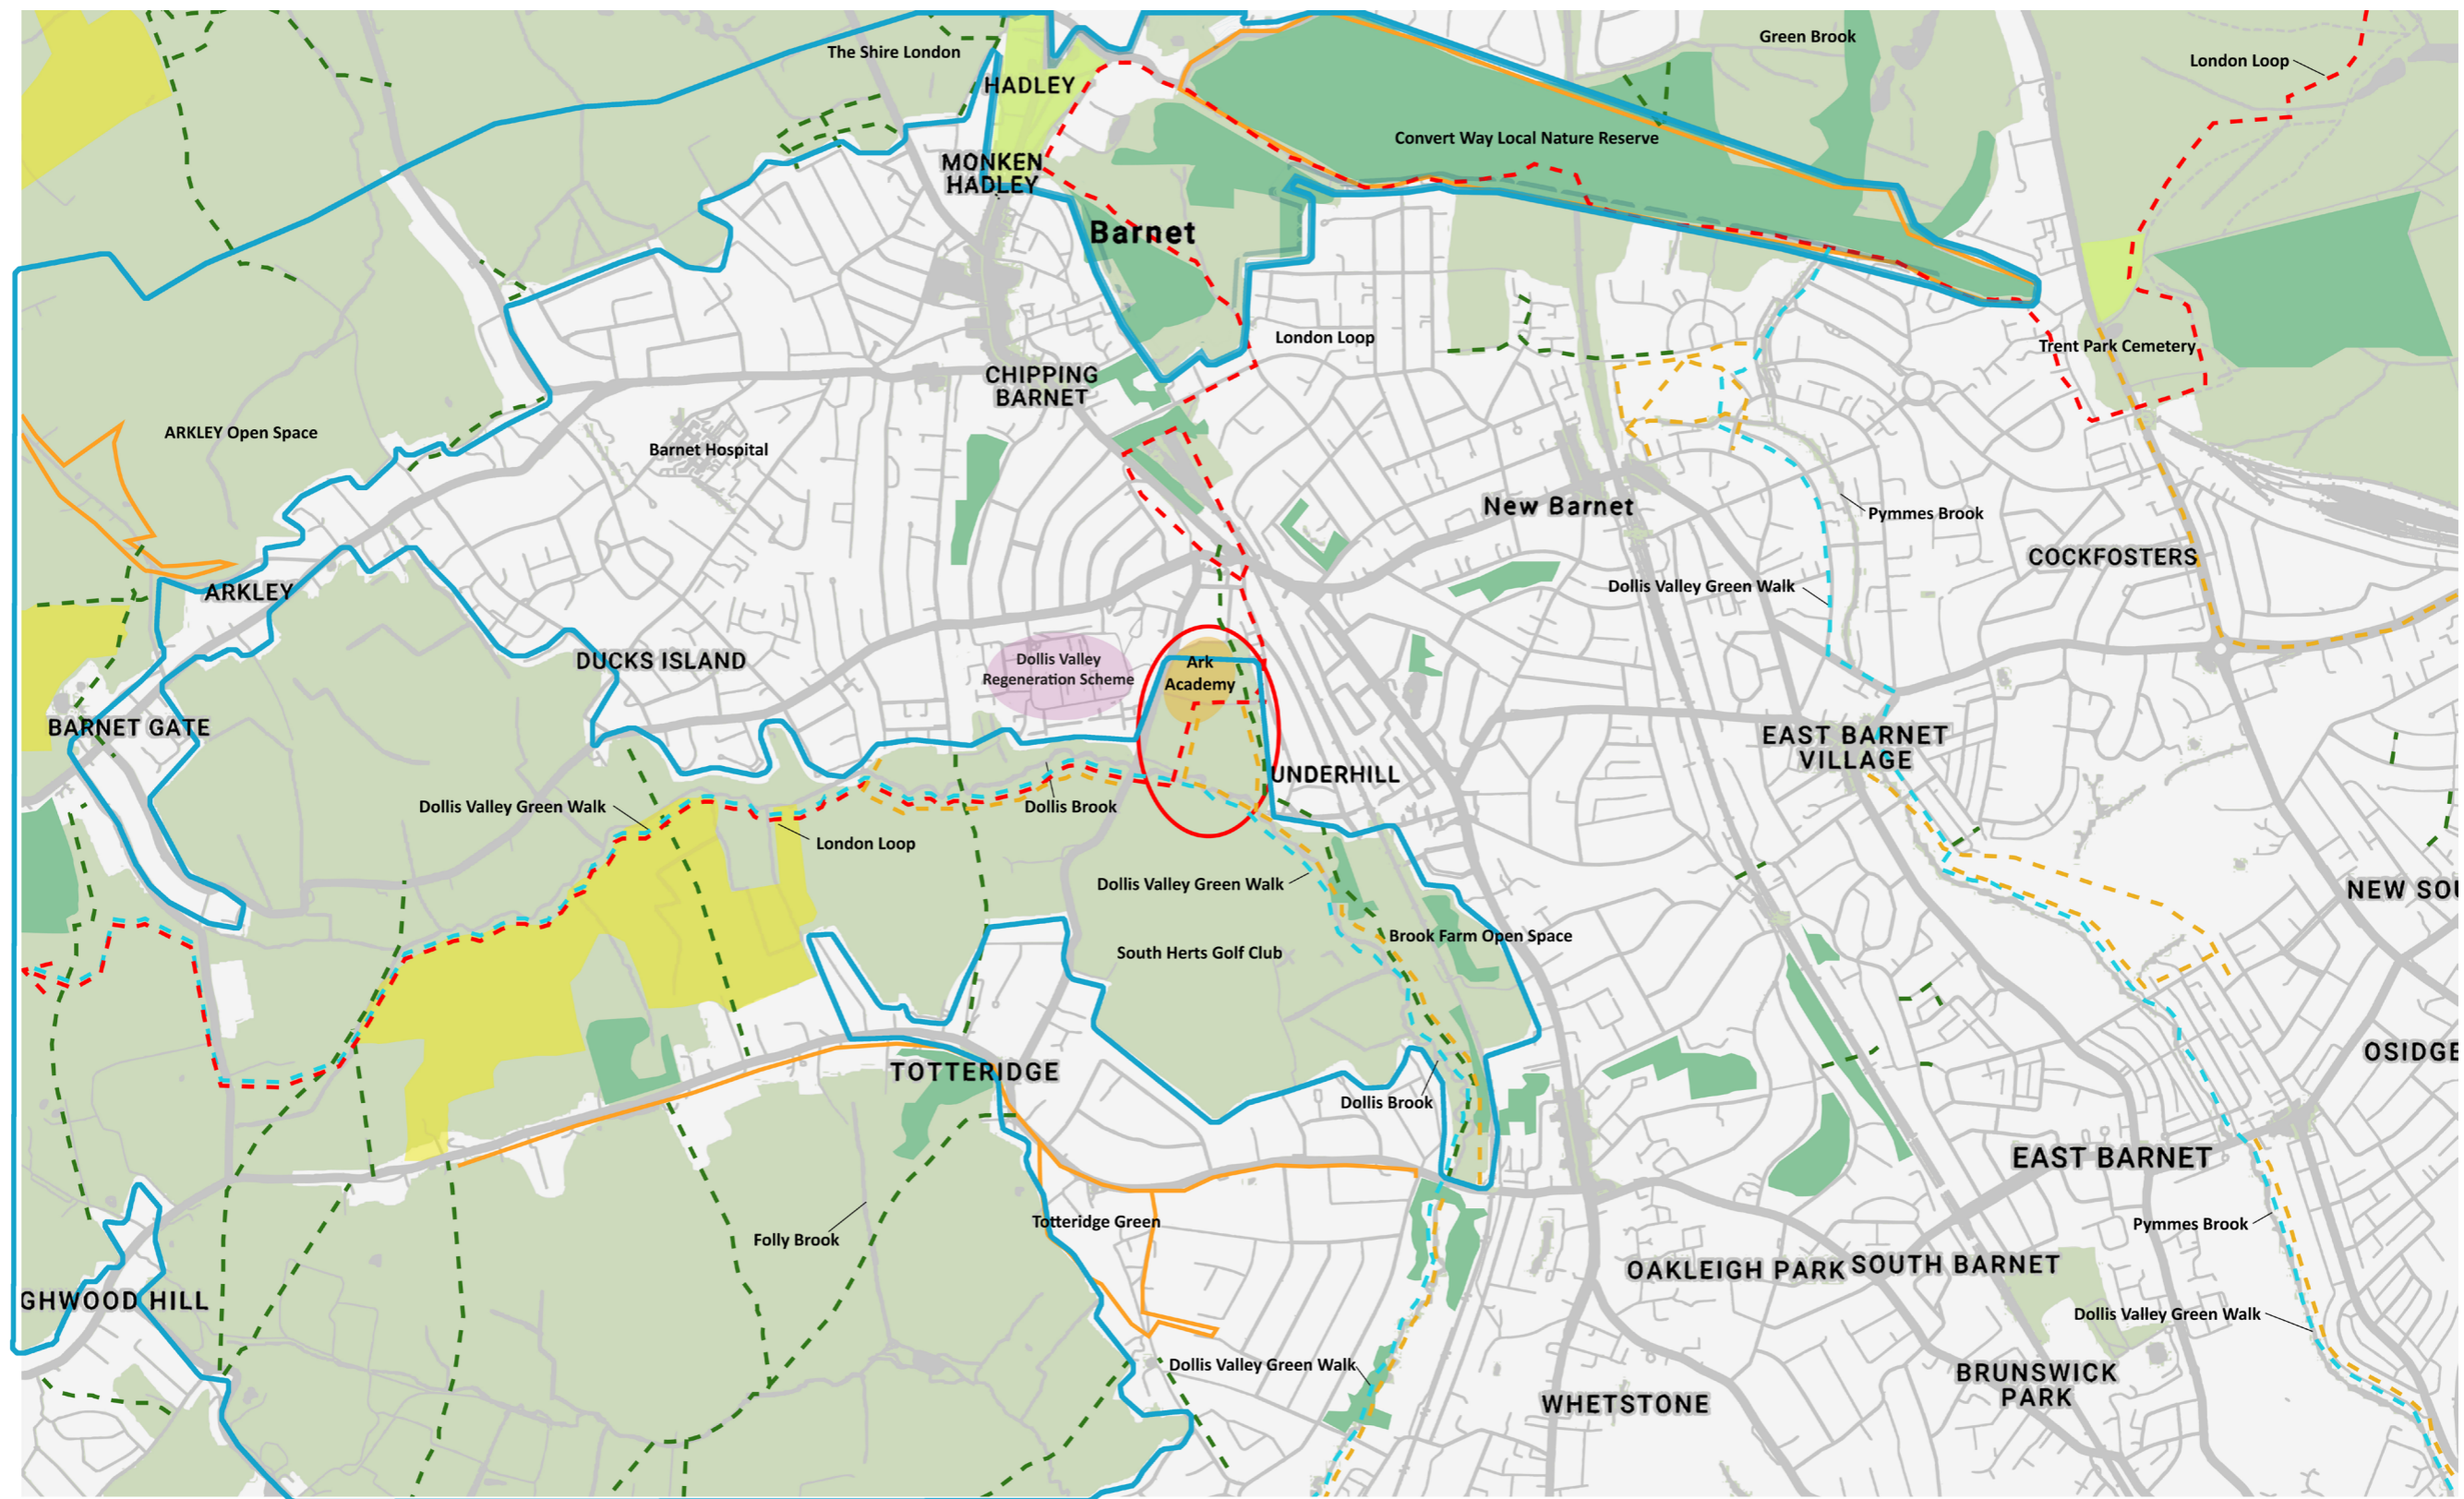 The Shire London
Green Brook
London Loop
HADLEY
Convert Way Local Nature Reserve
MONKEN
HADLEY
Barnet
London Loop
Trent Park Cemetery
CHIPPING
BARNET
ARKLEY Open Space
Barnet Hospital
New Barnet
Pymmes Brook
COCKFOSTERS
Dollis Valley Green Walk
ARKLEY
DUCKS ISLAND
Dollis Valley
Regeneration Scheme
Ark
Academy
BARNET GATE
EAST BARNET
VILLAGE
UNDERHILL
Dollis Valley Green Walk
Dollis Brook
London Loop
Dollis Valley Green Walk
NEW SOU
Brook Farm Open Space
South Herts Golf Club
OSIDGE
TOTTERIDGE
Dollis Brook
EAST BARNET
Totteridge Green
Pymmes Brook
Folly Brook
OAKLEIGH PARK
SOUTH BARNET
GHWOOD HILL
Dollis Valley Green Walk
Dollis Valley Green Walk
BRUNSWICK
PARK
WHETSTONE